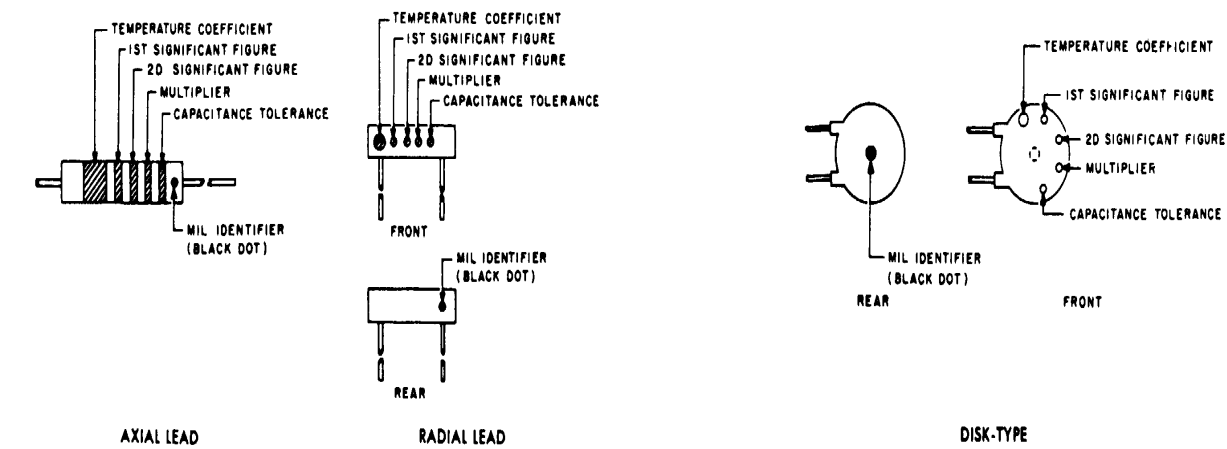 TEMPERATURE COEFFICIENT
1ST SIGNIFICANT FIGURE
2D SIGNIFICANT FIGURE
MULTIPLIER
CAPACITANCE TOLERANCE
MIL IDENTIFIER
(BLACK DOT)
AXIAL LEAD
TEMPERATURE COEFFICIENT
1ST SIGNIFICANT FIGURE
2D SIGNIFICANT FIGURE
MULTIPLIER
CAPACITANCE TOLERANCE
FRONT
MIL IDENTIFIER
(BLACK DOT)
REAR
RADIAL LEAD
MIL IDENTIFIER
(BLACK DOT)
REAR
TEMPERATURE COEFFICIENT
1ST SIGNIFICANT FIGURE
2D SIGNIFICANT FIGURE
MULTIPLIER
CAPACITANCE TOLERANCE
FRONT
DISK-TYPE